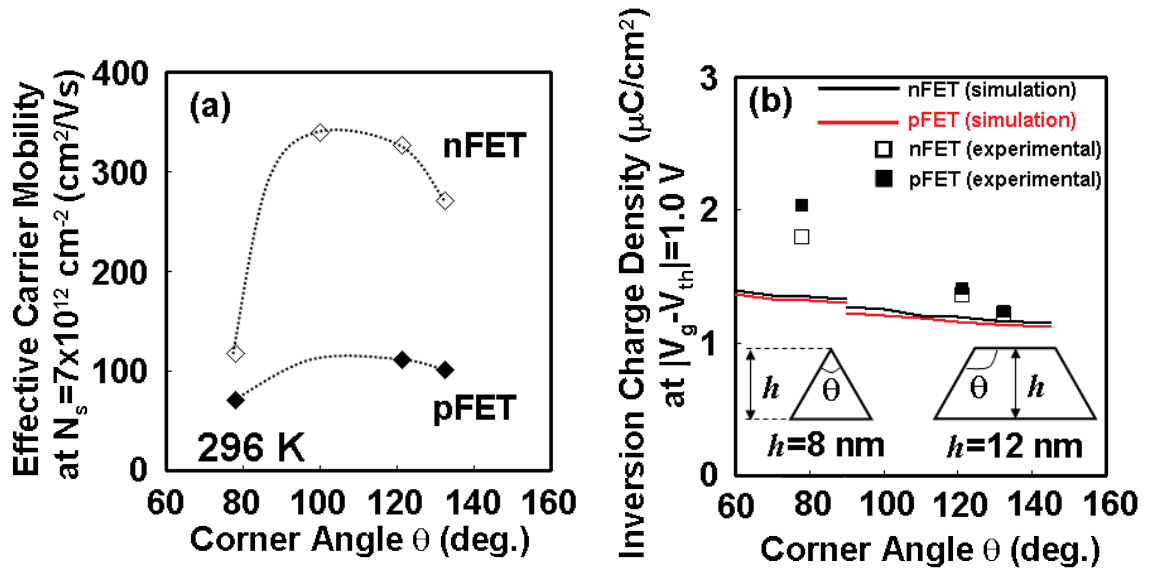 Effective Carrier Mobility
at Nₛ=7x10¹² cm⁻² (cm²/Vs)
400
300
200
100
0
(a)
nFET
pFET
296 K
60 80 100 120 140 160
Corner Angle θ (deg.)
Inversion Charge Density (μC/cm²)
at |V_g-V_th|=1.0 V
3
2
1
0
(b)
nFET (simulation)
pFET (simulation)
nFET (experimental)
pFET (experimental)
h
θ
h=8 nm
θ
h
h=12 nm
60 80 100 120 140 160
Corner Angle θ (deg.)